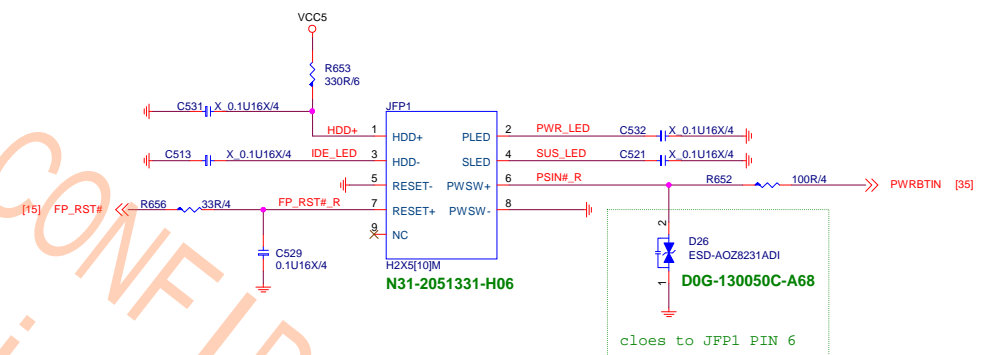 VCC5
R653
330R/6
C531 X_0.1U16X/4
JFP1
HDD+ 1 HDD+ PLED 2 PWR_LED C532 X_0.1U16X/4
C513 X_0.1U16X/4 IDE_LED 3 HDD- SLED 4 SUS_LED C521 X_0.1U16X/4
5 RESET- PWSW+ 6 PSIN#_R R652 100R/4 PWRBTIN [35]
[15] FP_RST# R656 33R/4 FP_RST#_R 7 RESET+ PWSW- 8
9 NC
C529
0.1U16X/4
H2X5[10]M
N31-2051331-H06
2
D26
ESD-AOZ8231ADI
1
D0G-130050C-A68
cloes to JFP1 PIN 6
CONFID